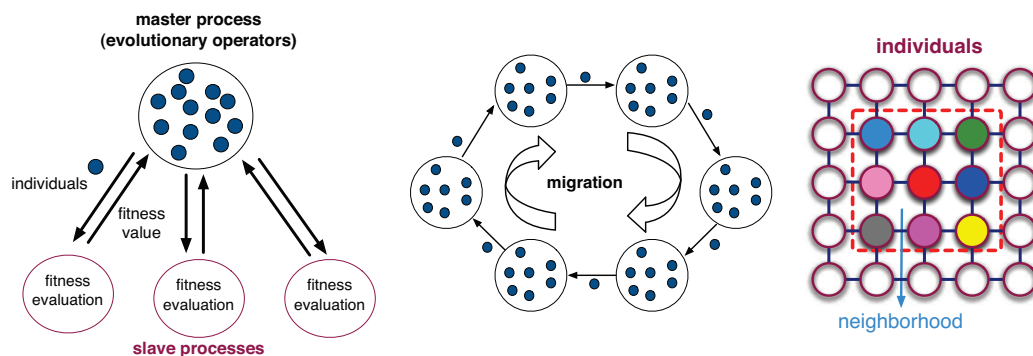 master process
(evolutionary operators)
individuals
fitness
value
fitness
evaluation
fitness
evaluation
fitness
evaluation
slave processes
migration
individuals
neighborhood